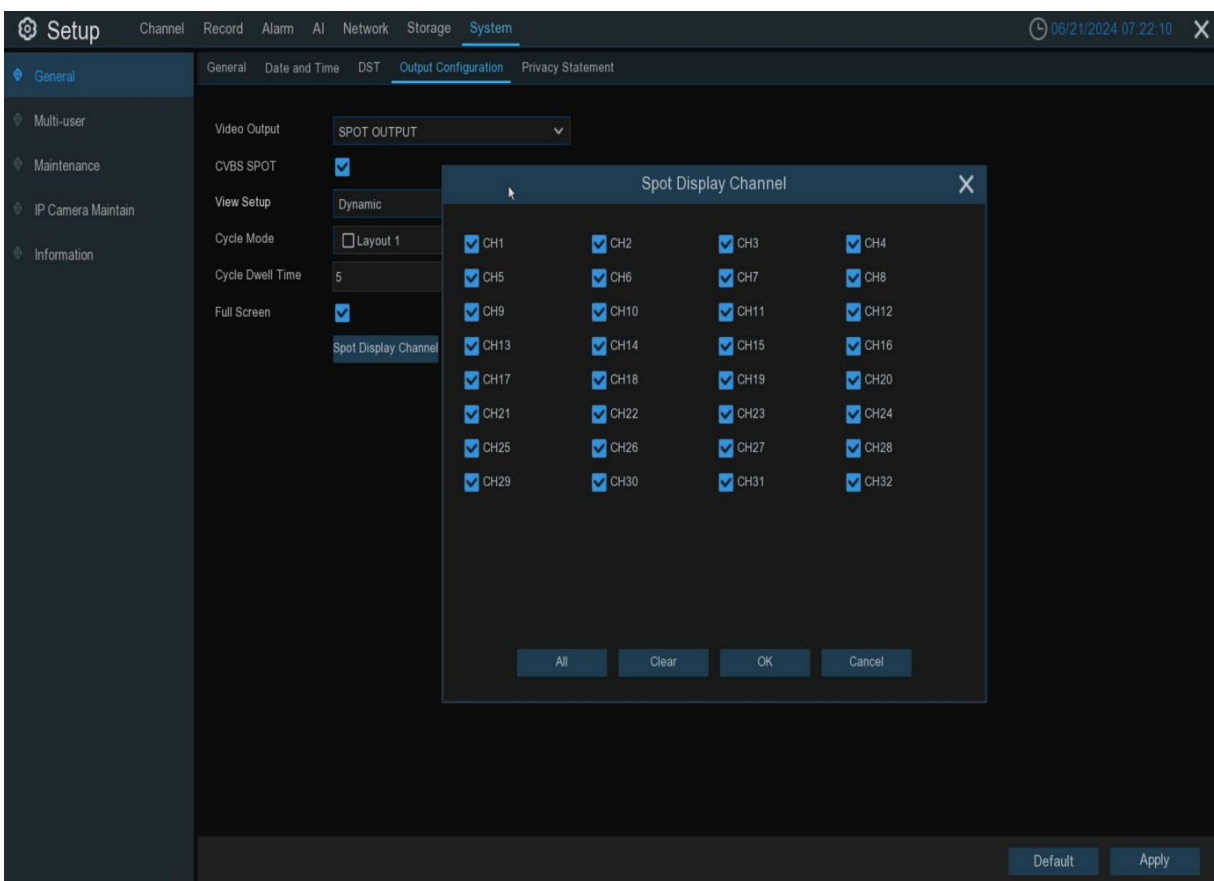 Setup Channel Record Alarm AI Network Storage System 06/21/2024 07:22:10 X
General
Multi-user
Maintenance
IP Camera Maintain
Information
General Date and Time DST Output Configuration Privacy Statement
Video Output SPOT OUTPUT
CVBS SPOT
View Setup Dynamic
Cycle Mode Layout 1
Cycle Dwell Time 5
Full Screen
Spot Display Channel
Spot Display Channel X
CH1 CH2 CH3 CH4
CH5 CH6 CH7 CH8
CH9 CH10 CH11 CH12
CH13 CH14 CH15 CH16
CH17 CH18 CH19 CH20
CH21 CH22 CH23 CH24
CH25 CH26 CH27 CH28
CH29 CH30 CH31 CH32
All Clear OK Cancel
Default Apply